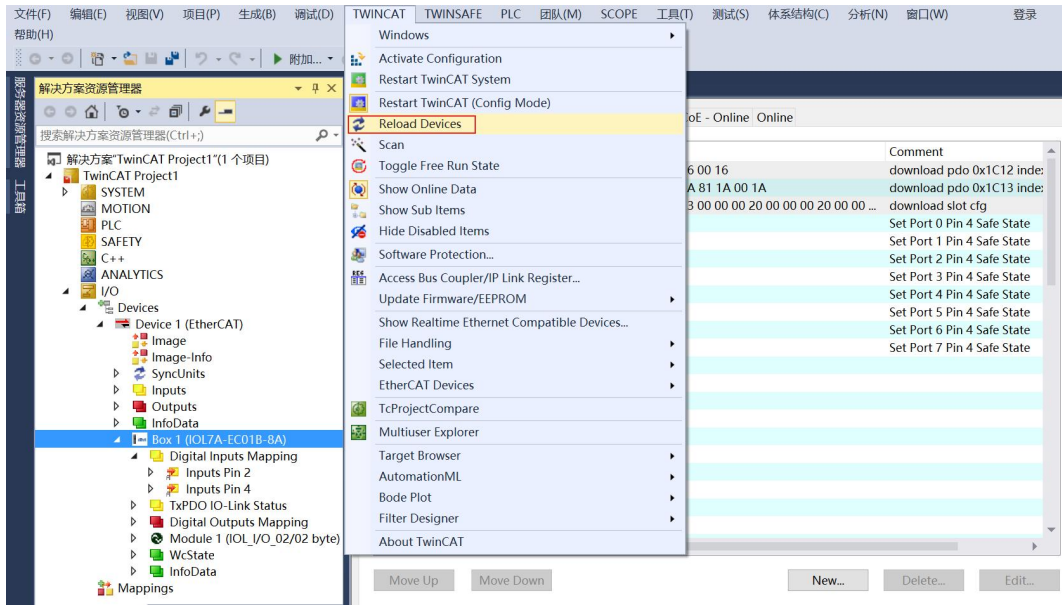 文件(F) 编辑(E) 视图(V) 项目(P) 生成(B) 调试(D) TWINCAT TWINSAFE PLC 团队(M) SCOPE 工具(T) 测试(S) 体系结构(C) 分析(N) 窗口(W) 登录
帮助(H)
附加...
服务器资源管理器
工具箱
解决方案资源管理器
搜索解决方案资源管理器(Ctrl+;)
解决方案"TwinCAT Project1"(1 个项目)
TwinCAT Project1
SYSTEM
MOTION
PLC
SAFETY
C++
ANALYTICS
I/O
Devices
Device 1 (EtherCAT)
Image
Image-Info
SyncUnits
Inputs
Outputs
InfoData
Box 1 (IOL7A-EC01B-8A)
Digital Inputs Mapping
Inputs Pin 2
Inputs Pin 4
TxPDO IO-Link Status
Digital Outputs Mapping
Module 1 (IOL_I/O_02/02 byte)
WcState
InfoData
Mappings
Windows
Activate Configuration
Restart TwinCAT System
Restart TwinCAT (Config Mode)
Reload Devices
Scan
Toggle Free Run State
Show Online Data
Show Sub Items
Hide Disabled Items
Software Protection...
Access Bus Coupler/IP Link Register...
Update Firmware/EEPROM
Show Realtime Ethernet Compatible Devices...
File Handling
Selected Item
EtherCAT Devices
TcProjectCompare
Multiuser Explorer
Target Browser
AutomationML
Bode Plot
Filter Designer
About TwinCAT
oE - Online Online
Comment
6 00 16 download pdo 0x1C12 inde
A 81 1A 00 1A download pdo 0x1C13 inde
3 00 00 00 20 00 00 00 20 00 00 ... download slot cfg
Set Port 0 Pin 4 Safe State
Set Port 1 Pin 4 Safe State
Set Port 2 Pin 4 Safe State
Set Port 3 Pin 4 Safe State
Set Port 4 Pin 4 Safe State
Set Port 5 Pin 4 Safe State
Set Port 6 Pin 4 Safe State
Set Port 7 Pin 4 Safe State
Move Up Move Down New... Delete... Edit...